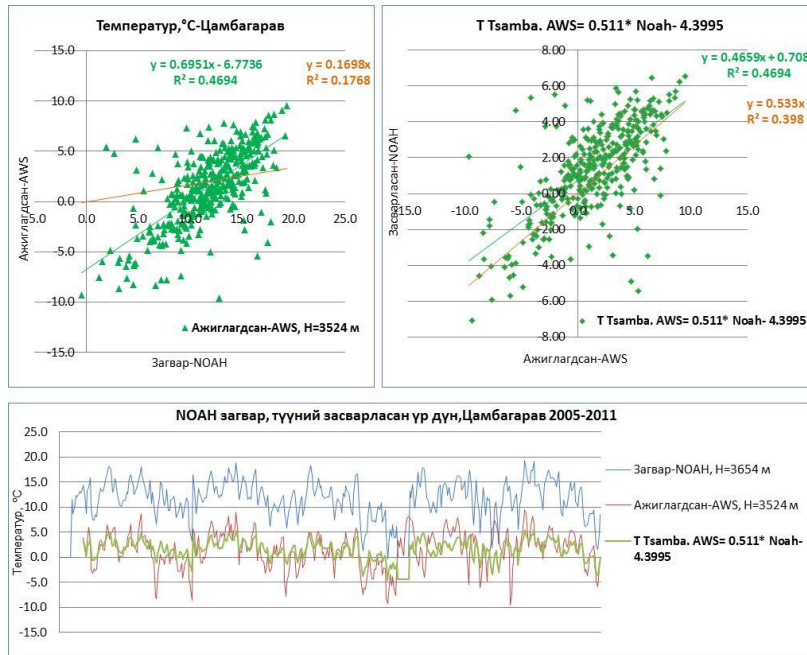 Температур,°С-Цамбагарав
15.0
y = 0.6951x - 6.7736
R² = 0.4694
y = 0.1698x
R² = 0.1768
10.0
5.0
0.0
-5.0
-10.0
-15.0
5.0 0.0 5.0 10.0 15.0 20.0 25.0
Ажиглагдсан-AWS
Ажиглагдсан-AWS, H=3524 м
Загвар-NOAH
T Tsamba. AWS= 0.511* Noah- 4.3995
8.00
y = 0.4659x + 0.708
R² = 0.4694
y = 0.533x
R² = 0.398
6.00
4.00
2.00
0.00
-2.00
-4.00
-6.00
-8.00
-15.0 -10.0 -5.0 0.0 5.0 10.0 15.0
Засварласан-NOAH
T Tsamba. AWS= 0.511* Noah- 4.3995
Ажиглагдсан-AWS
NOAH загвар, түүний засварласан үр дүн,Цамбагарав 2005-2011
25.0
20.0
15.0
10.0
5.0
0.0
-5.0
-10.0
-15.0
Температур, °С
Загвар-NOAH, H=3654 м
Ажиглагдсан-AWS, H=3524 м
T Tsamba. AWS= 0.511* Noah-
4.3995